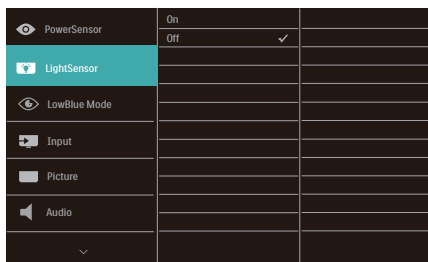 PowerSensor
On
Off
LightSensor
LowBlue Mode
Input
Picture
Audio